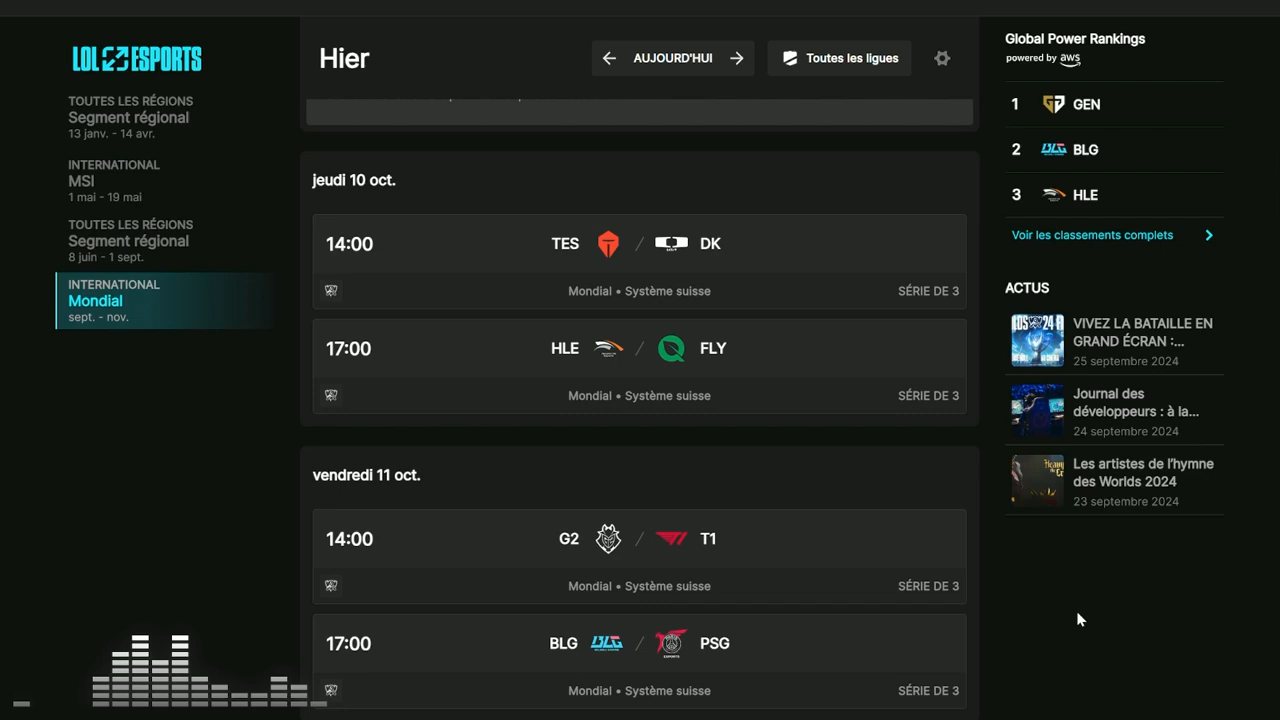 LOL ESPORTS
TOUTES LES RÉGIONS
Segment régional
13 janv. - 14 avr.
INTERNATIONAL
MSI
1 mai - 19 mai
TOUTES LES RÉGIONS
Segment régional
8 juin - 1 sept.
INTERNATIONAL
Mondial
sept. - nov.
Hier
AUJOURD'HUI
Toutes les ligues
jeudi 10 oct.
14:00 TES / DK
Mondial • Système suisse SÉRIE DE 3
17:00 HLE / FLY
Mondial • Système suisse SÉRIE DE 3
vendredi 11 oct.
14:00 G2 / T1
Mondial • Système suisse SÉRIE DE 3
17:00 BLG BLG / PSG
Mondial • Système suisse SÉRIE DE 3
Global Power Rankings
powered by aws
1 GEN
2 BLG BLG
3 HLE
Voir les classements complets
ACTUS
VIVEZ LA BATAILLE EN
GRAND ÉCRAN :...
25 septembre 2024
Journal des
développeurs : à la...
24 septembre 2024
Les artistes de l'hymne
des Worlds 2024
23 septembre 2024